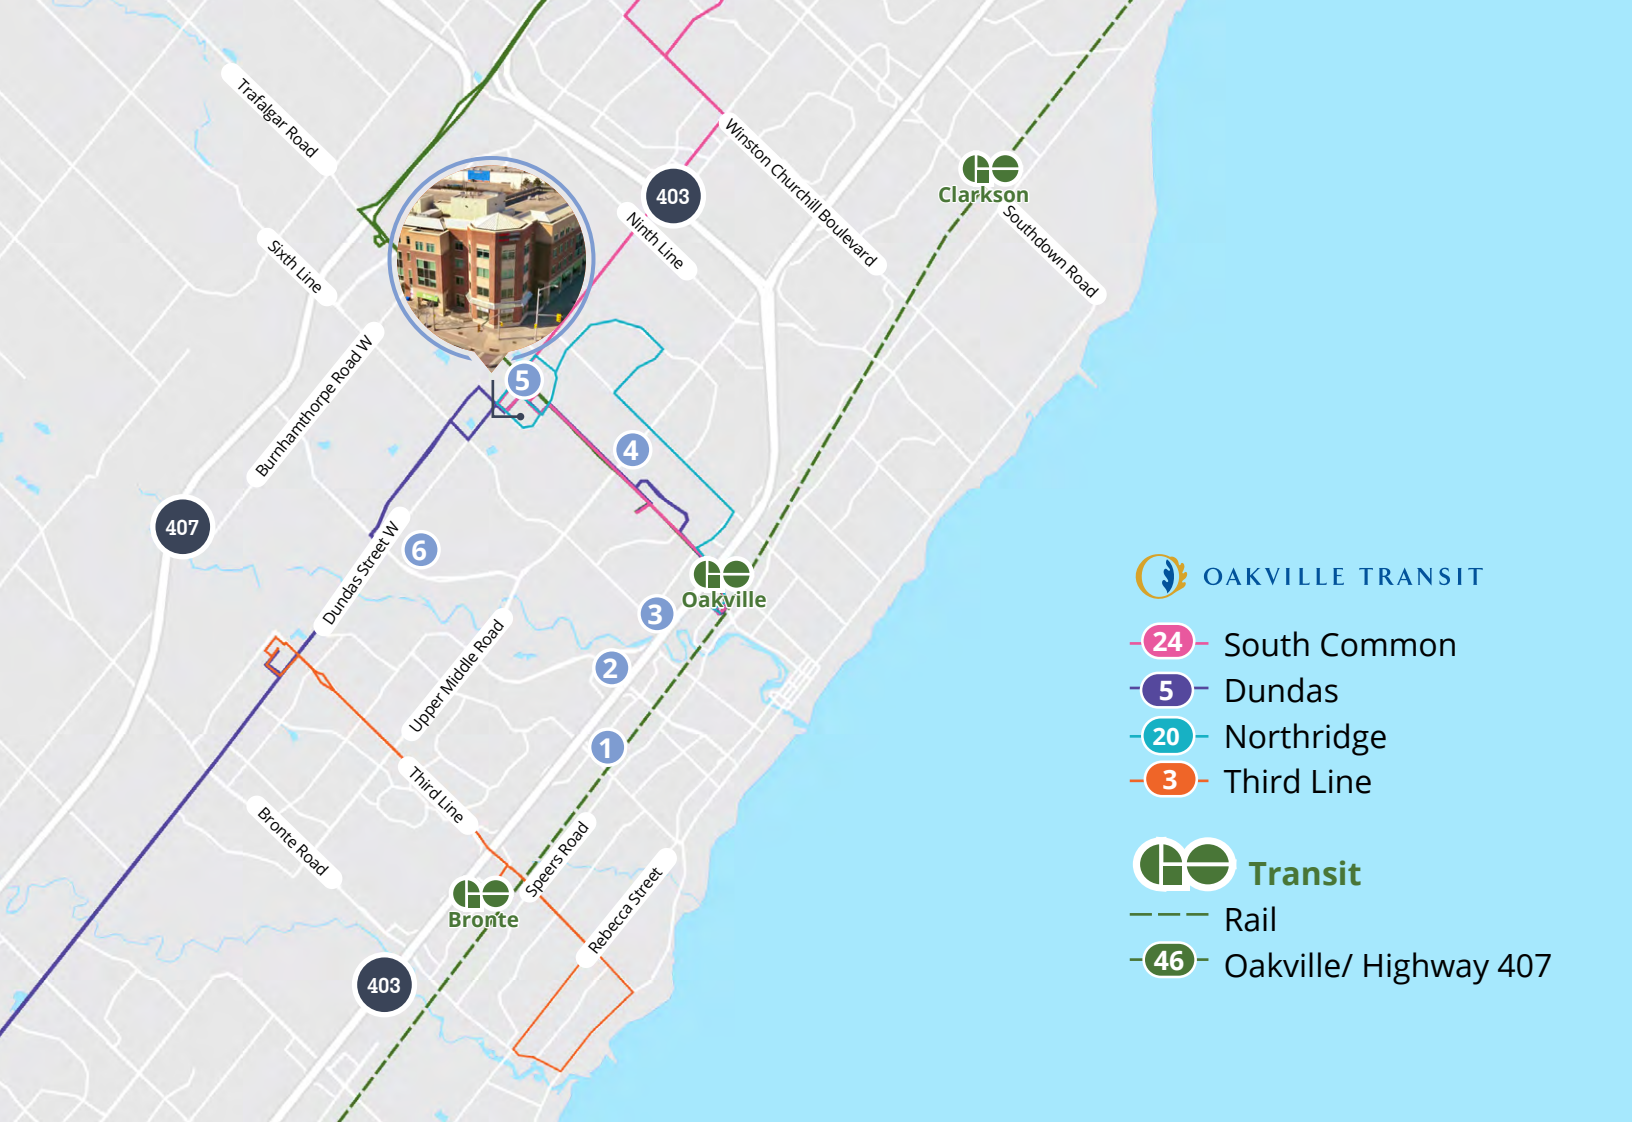 Trafalgar Road
Winston Churchill Boulevard
Clarkson
403
Southdown Road
Ninth Line
Sixth Line
Burnhamthorpe Road W
5
4
407
6
Dundas Street W
Oakville
3
2
Upper Middle Road
1
Third Line
Bronte Road
Speers Road
Rebecca Street
Bronte
403
OAKVILLE TRANSIT
24 South Common
5 Dundas
20 Northridge
3 Third Line
GO Transit
Rail
46 Oakville/ Highway 407